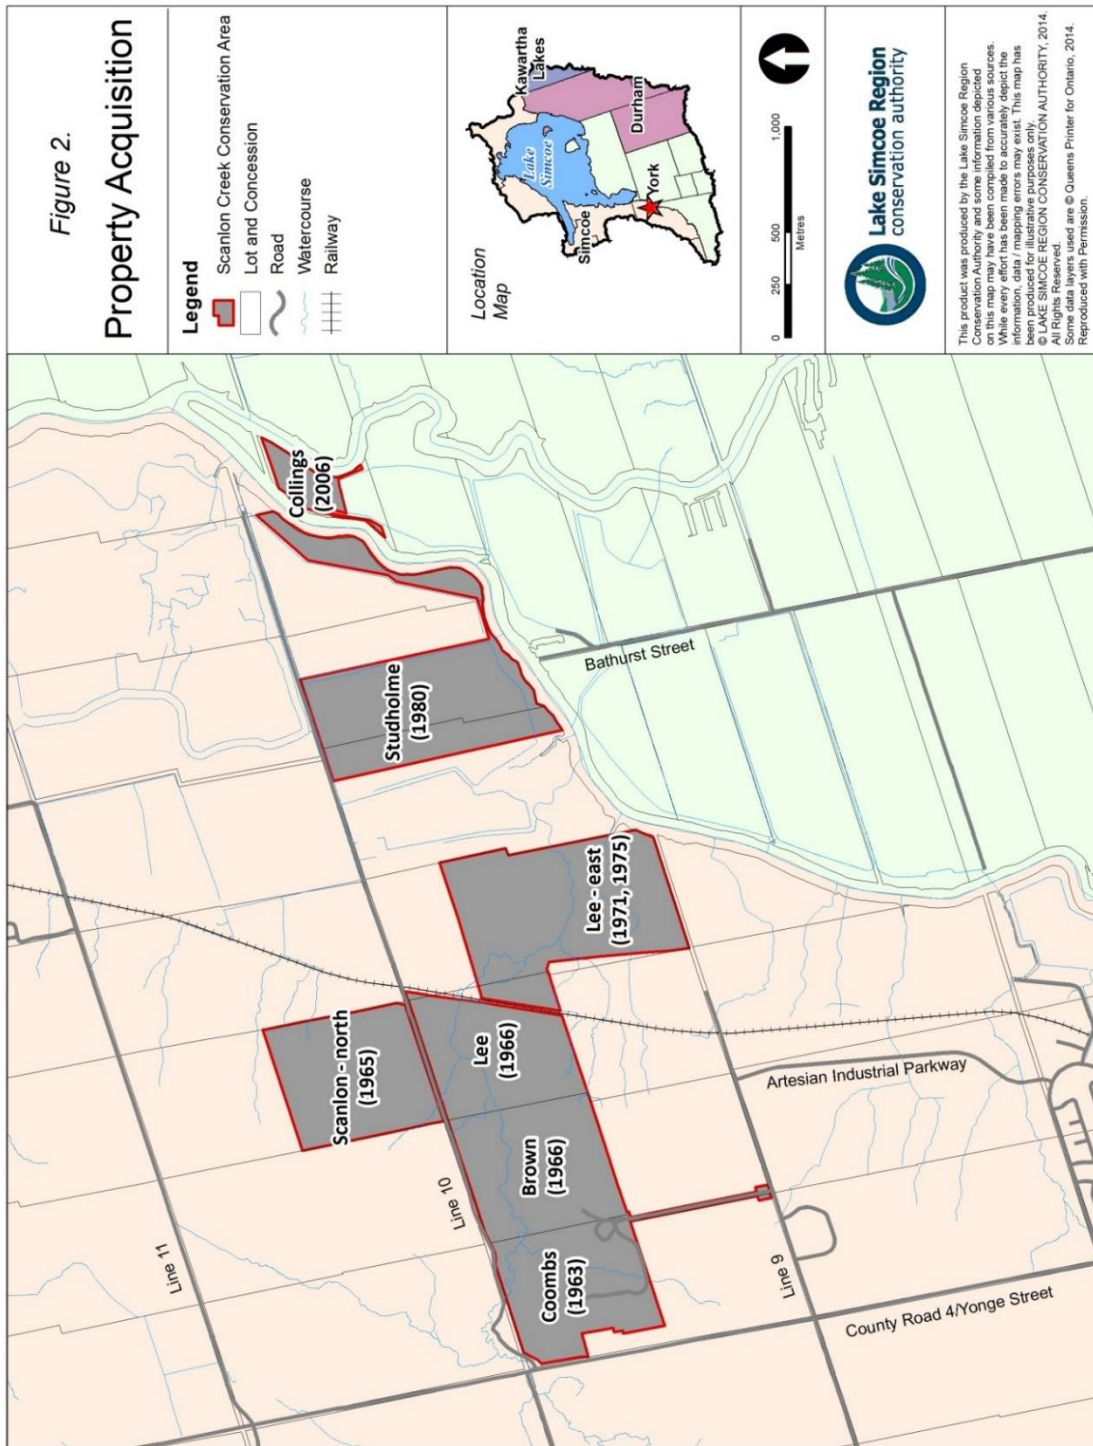 Figure 2.
Property Acquisition
Legend
Scanlon Creek Conservation Area
Lot and Concession
Road
Watercourse
Railway
Location
Map
Kawartha
Lakes
Lake
Simcoe
Simcoe
Durham
York
0 250 500 1,000
Metres
Lake Simcoe Region
conservation authority
This product was produced by the Lake Simcoe Region
Conservation Authority and some information depicted
on this map may have been compiled from various sources.
While every effort has been made to accurately depict the
information, data / mapping errors may exist. This map has
been produced for illustrative purposes only.
© LAKE SIMCOE REGION CONSERVATION AUTHORITY, 2014.
All Rights Reserved.
Some data layers used are © Queens Printer for Ontario, 2014.
Reproduced with Permission.
Line 11
Scanlon - north
(1965)
Line 10
Collings
(2006)
Studholme
(1980)
Lee
(1966)
Brown
(1966)
Coombs
(1963)
Lee - east
(1971, 1975)
Bathurst Street
Line 9
Artesian Industrial Parkway
County Road 4/Yonge Street